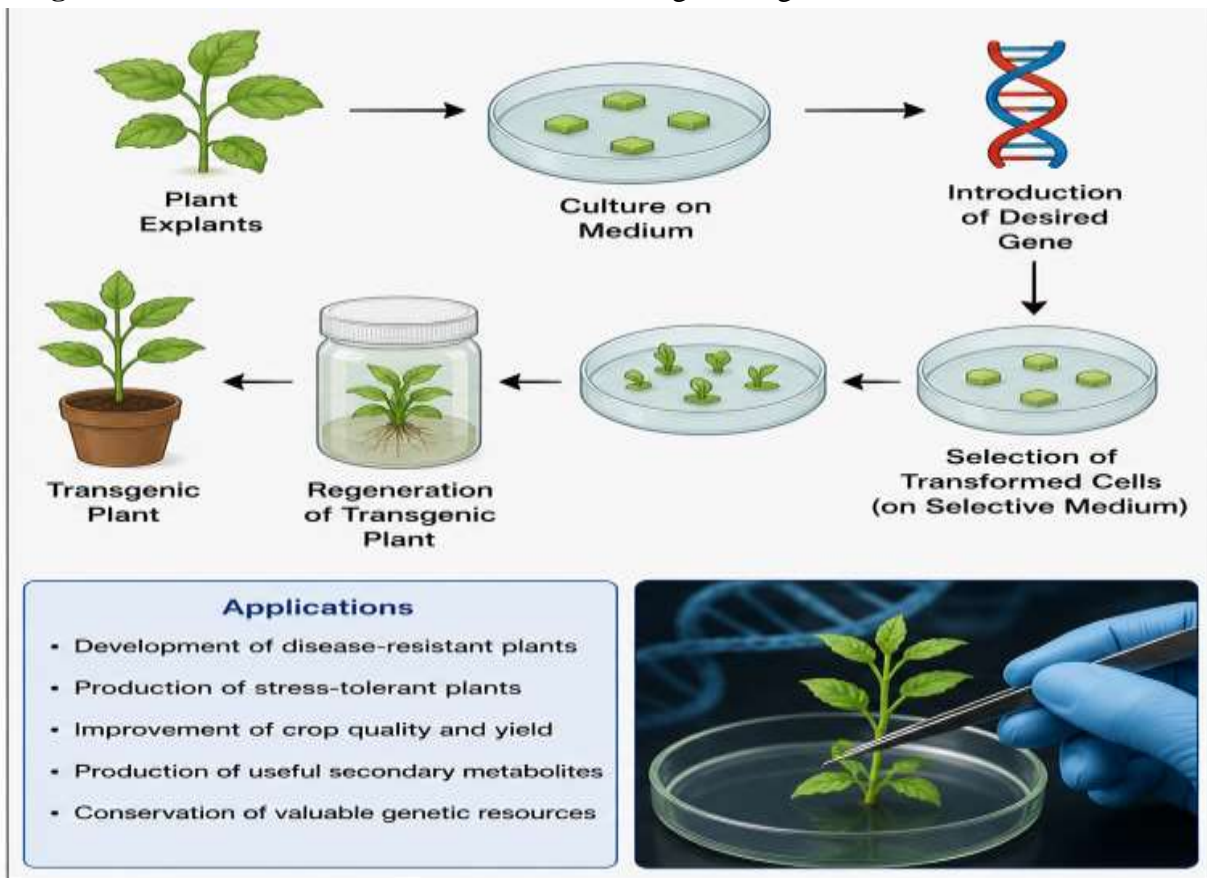 Plant
Explants
Culture on
Medium
Introduction
of Desired
Gene
Transgenic
Plant
Regeneration
of Transgenic
Plant
Selection of
Transformed Cells
(on Selective Medium)
Applications
• Development of disease-resistant plants
• Production of stress-tolerant plants
• Improvement of crop quality and yield
• Production of useful secondary metabolites
• Conservation of valuable genetic resources